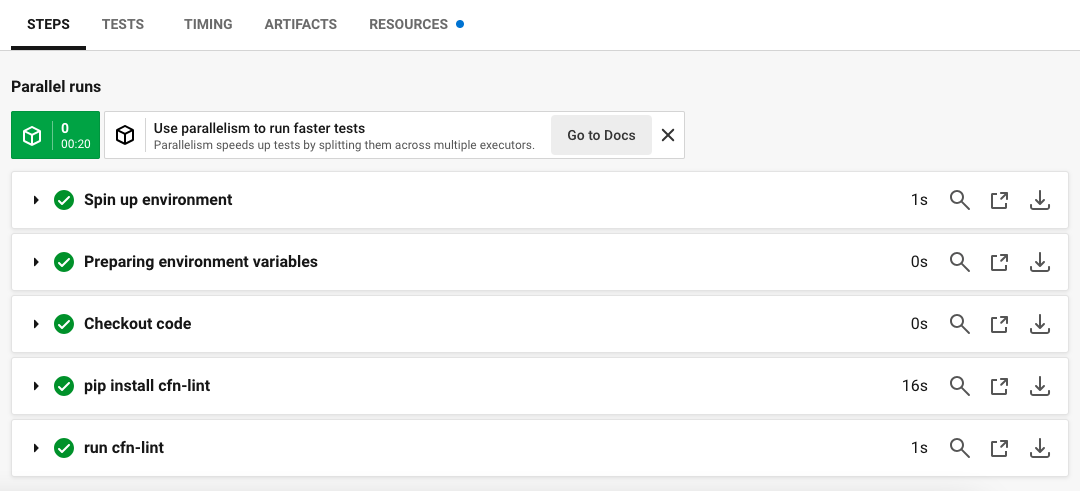 STEPS TESTS TIMING ARTIFACTS RESOURCES
Parallel runs
0
00:20
Use parallelism to run faster tests
Parallelism speeds up tests by splitting them across multiple executors.
Go to Docs
Spin up environment 1s
Preparing environment variables 0s
Checkout code 0s
pip install cfn-lint 16s
run cfn-lint 1s